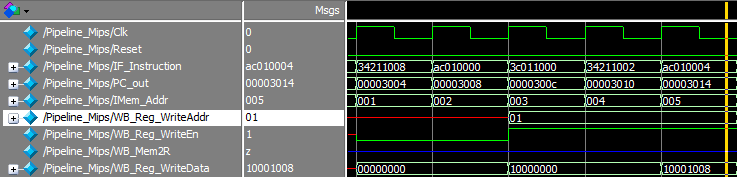 Msgs
/Pipeline_Mips/Clk 0
/Pipeline_Mips/Reset 0
/Pipeline_Mips/IF_Instruction ac010004 34211008 ac010000 3c011000 34211002 ac010004
/Pipeline_Mips/PC_out 00003014 00003004 00003008 0000300c 00003010 00003014
/Pipeline_Mips/IMem_Addr 005 001 002 003 004 005
/Pipeline_Mips/WB_Reg_WriteAddr 01 01
/Pipeline_Mips/WB_Reg_WriteEn 1
/Pipeline_Mips/WB_Mem2R z
/Pipeline_Mips/WB_Reg_WriteData 10001008 00000000 10000000 10001008